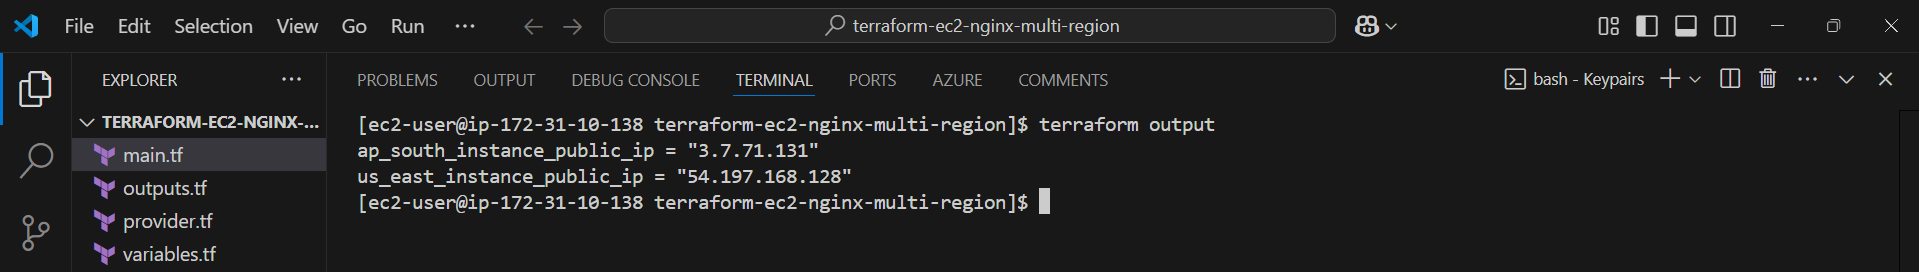 File Edit Selection View Go Run ···
terraform-ec2-nginx-multi-region
EXPLORER ···
TERRAFORM-EC2-NGINX-...
main.tf
outputs.tf
provider.tf
variables.tf
PROBLEMS OUTPUT DEBUG CONSOLE TERMINAL PORTS AZURE COMMENTS
bash - Keypairs
[ec2-user@ip-172-31-10-138 terraform-ec2-nginx-multi-region]$ terraform output
ap_south_instance_public_ip = "3.7.71.131"
us_east_instance_public_ip = "54.197.168.128"
[ec2-user@ip-172-31-10-138 terraform-ec2-nginx-multi-region]$